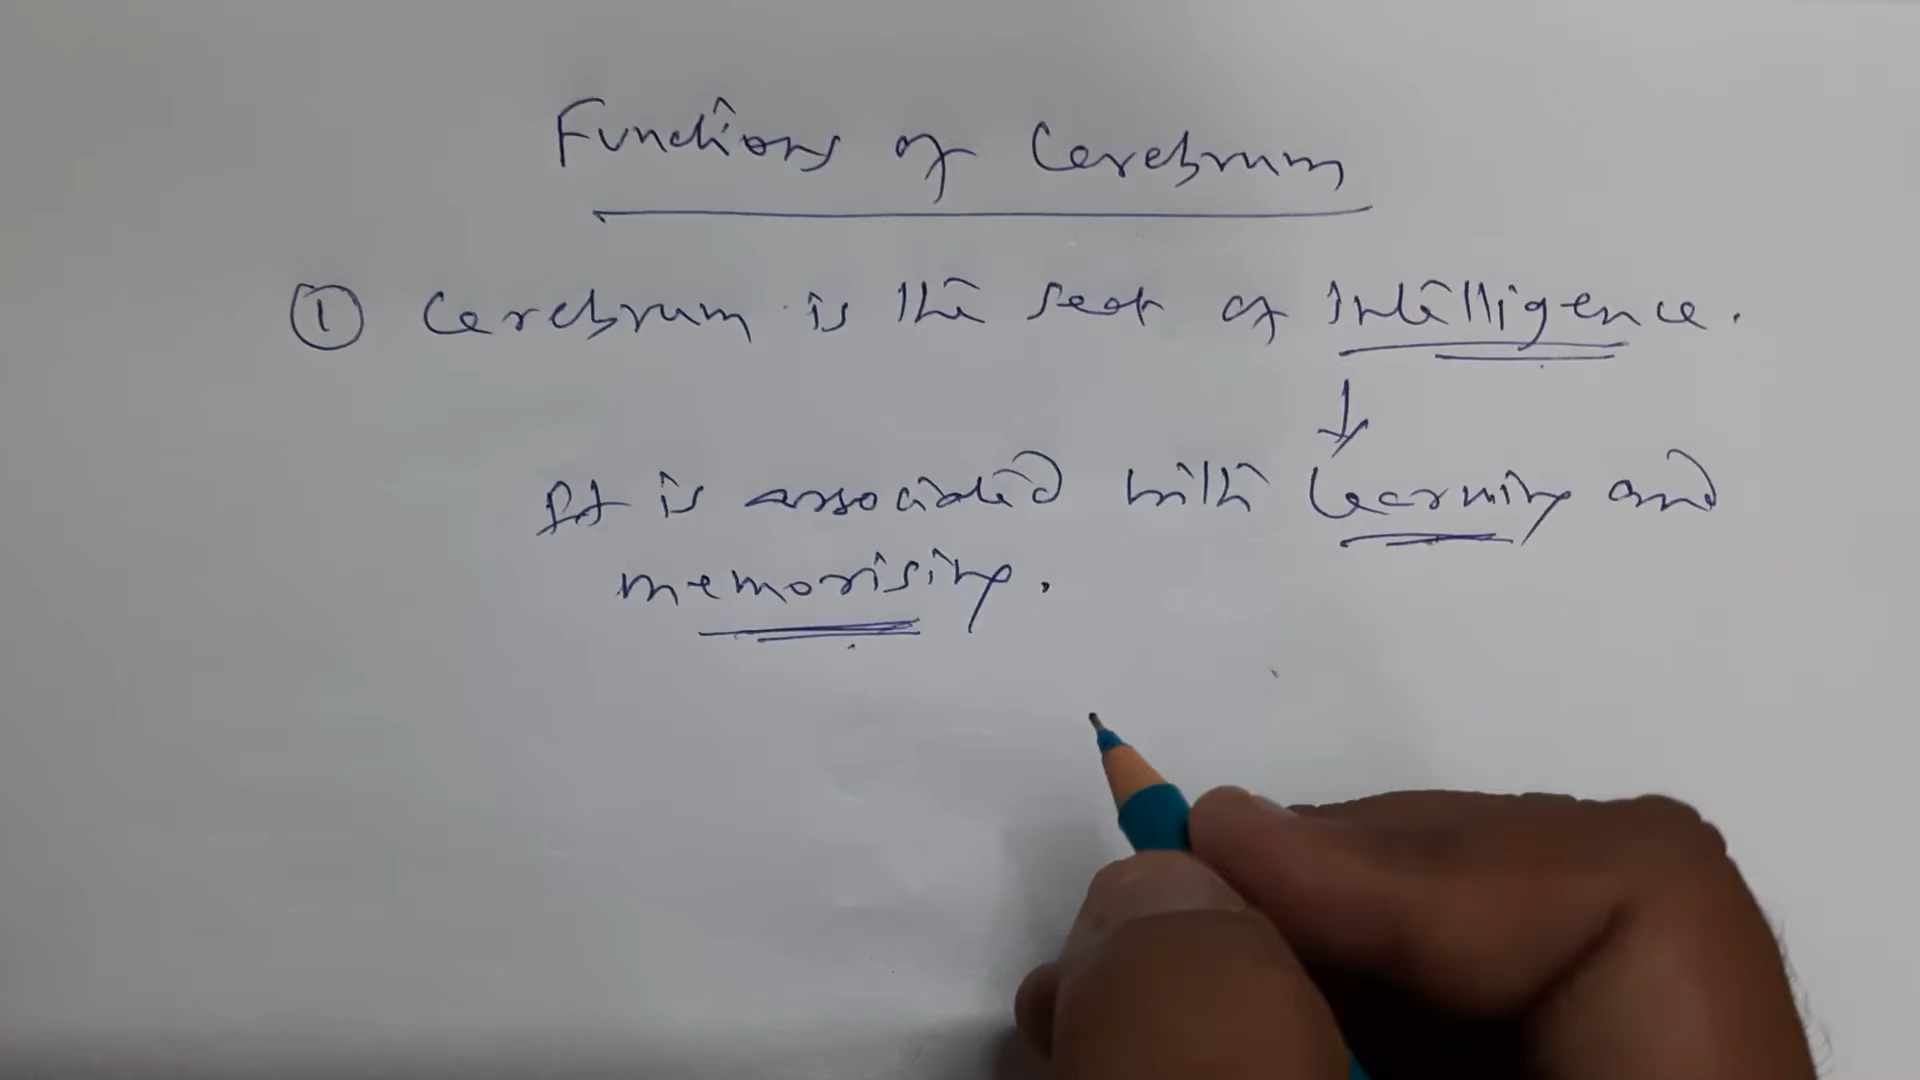 Functions of Cerebrum
① Cerebrum is the seat of intelligence.
↓
It is associated with learning and
memorising.